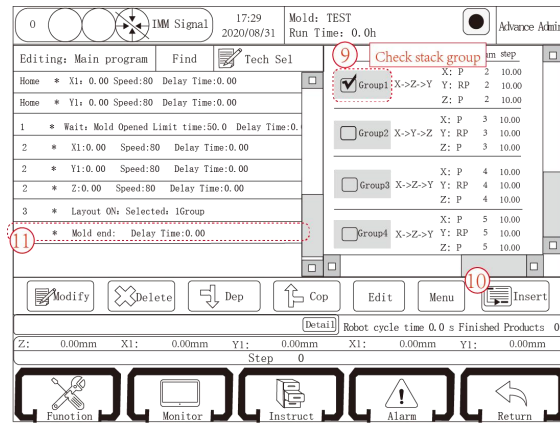 0
IMM Signal
17:29
2020/08/31
Mold: TEST
Run Time: 0.0h
Advance Admin
Editing: Main program
Find
Tech Sel
⑨
Check stack group
am step
Home * X1: 0.00 Speed:80 Delay Time:0.00
Home * Y1: 0.00 Speed:80 Delay Time:0.00
1 * Wait: Mold Opened Limit time:50.0 Delay Time:0.
2 * X1:0.00 Speed:80 Delay Time:0.00
2 * Y1:0.00 Speed:80 Delay Time:0.00
2 * Z:0.00 Speed:80 Delay Time:0.00
3 * Layout ON: Selected: 1Group
⑪
* Mold end: Delay Time:0.00
Group1 X->Z->Y
X: P 2 10.00
Y: RP 2 10.00
Z: P 2 10.00
Group2 X->Y->Z
X: P 3 10.00
Y: RP 3 10.00
Z: P 3 10.00
Group3 X->Z->Y
X: P 4 10.00
Y: RP 4 10.00
Z: P 4 10.00
Group4 X->Z->Y
X: P 5 10.00
Y: RP 5 10.00
Z: P 5 10.00
⑩
Modify
Delete
Dep
Cop
Edit
Menu
Insert
Detail
Robot cycle time 0.0 s Finished Products 0
Z: 0.00mm X1: 0.00mm Y1: 0.00mm X1: 0.00mm Y1: 0.00mm
Step 0
Funotion
Monitor
Instruct
Alarm
Return